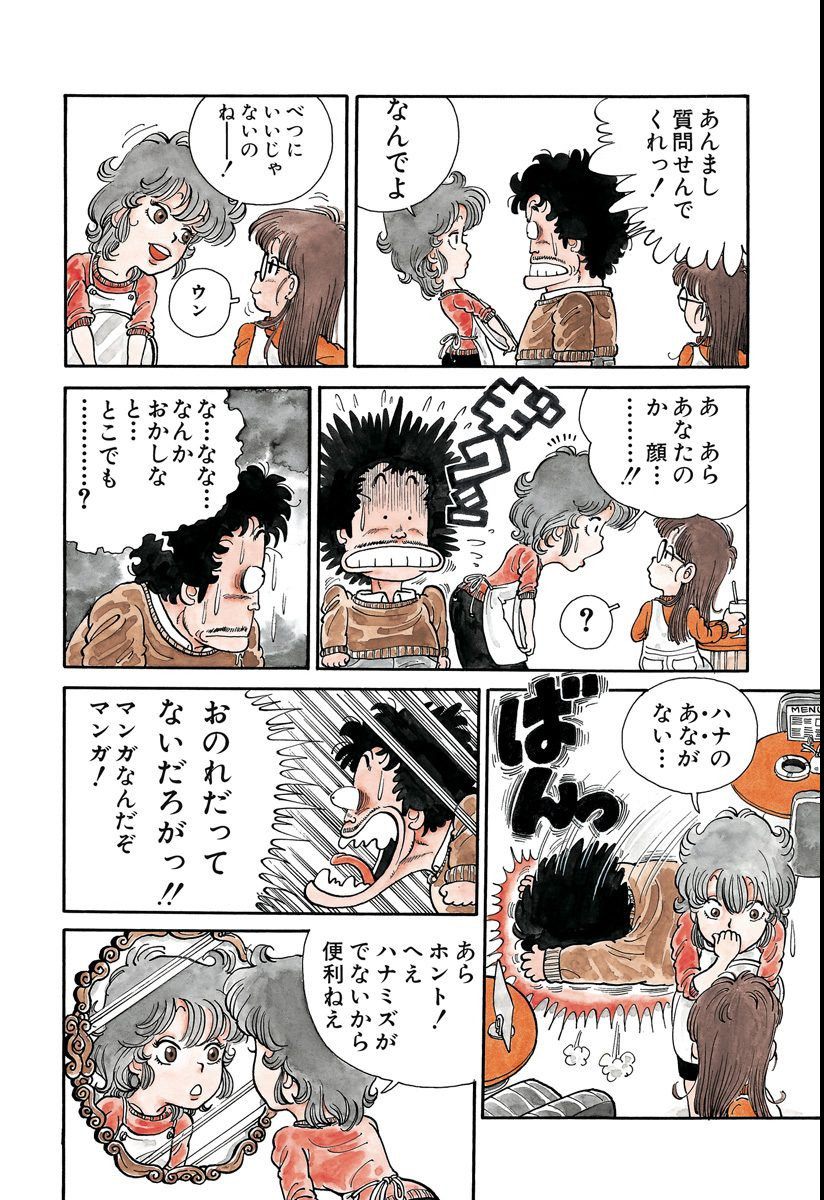 あんまし
質問せんで
くれっ!
なんでよ
べつに
いいじゃ
ないの
ねー!
ウン
あ あら
あなたの
か 顔…
………!!
?
ギクッ
な…なな…
なんか
おかしな
と…
とこでも
………?
ハナの
あなが
ない…
MENU
ばんっ
おのれだって
ないだろがっ!!
マンガなんだぞ
マンガ!
あら
ホント!
へえ
ハナミズが
でないから
便利ねえ